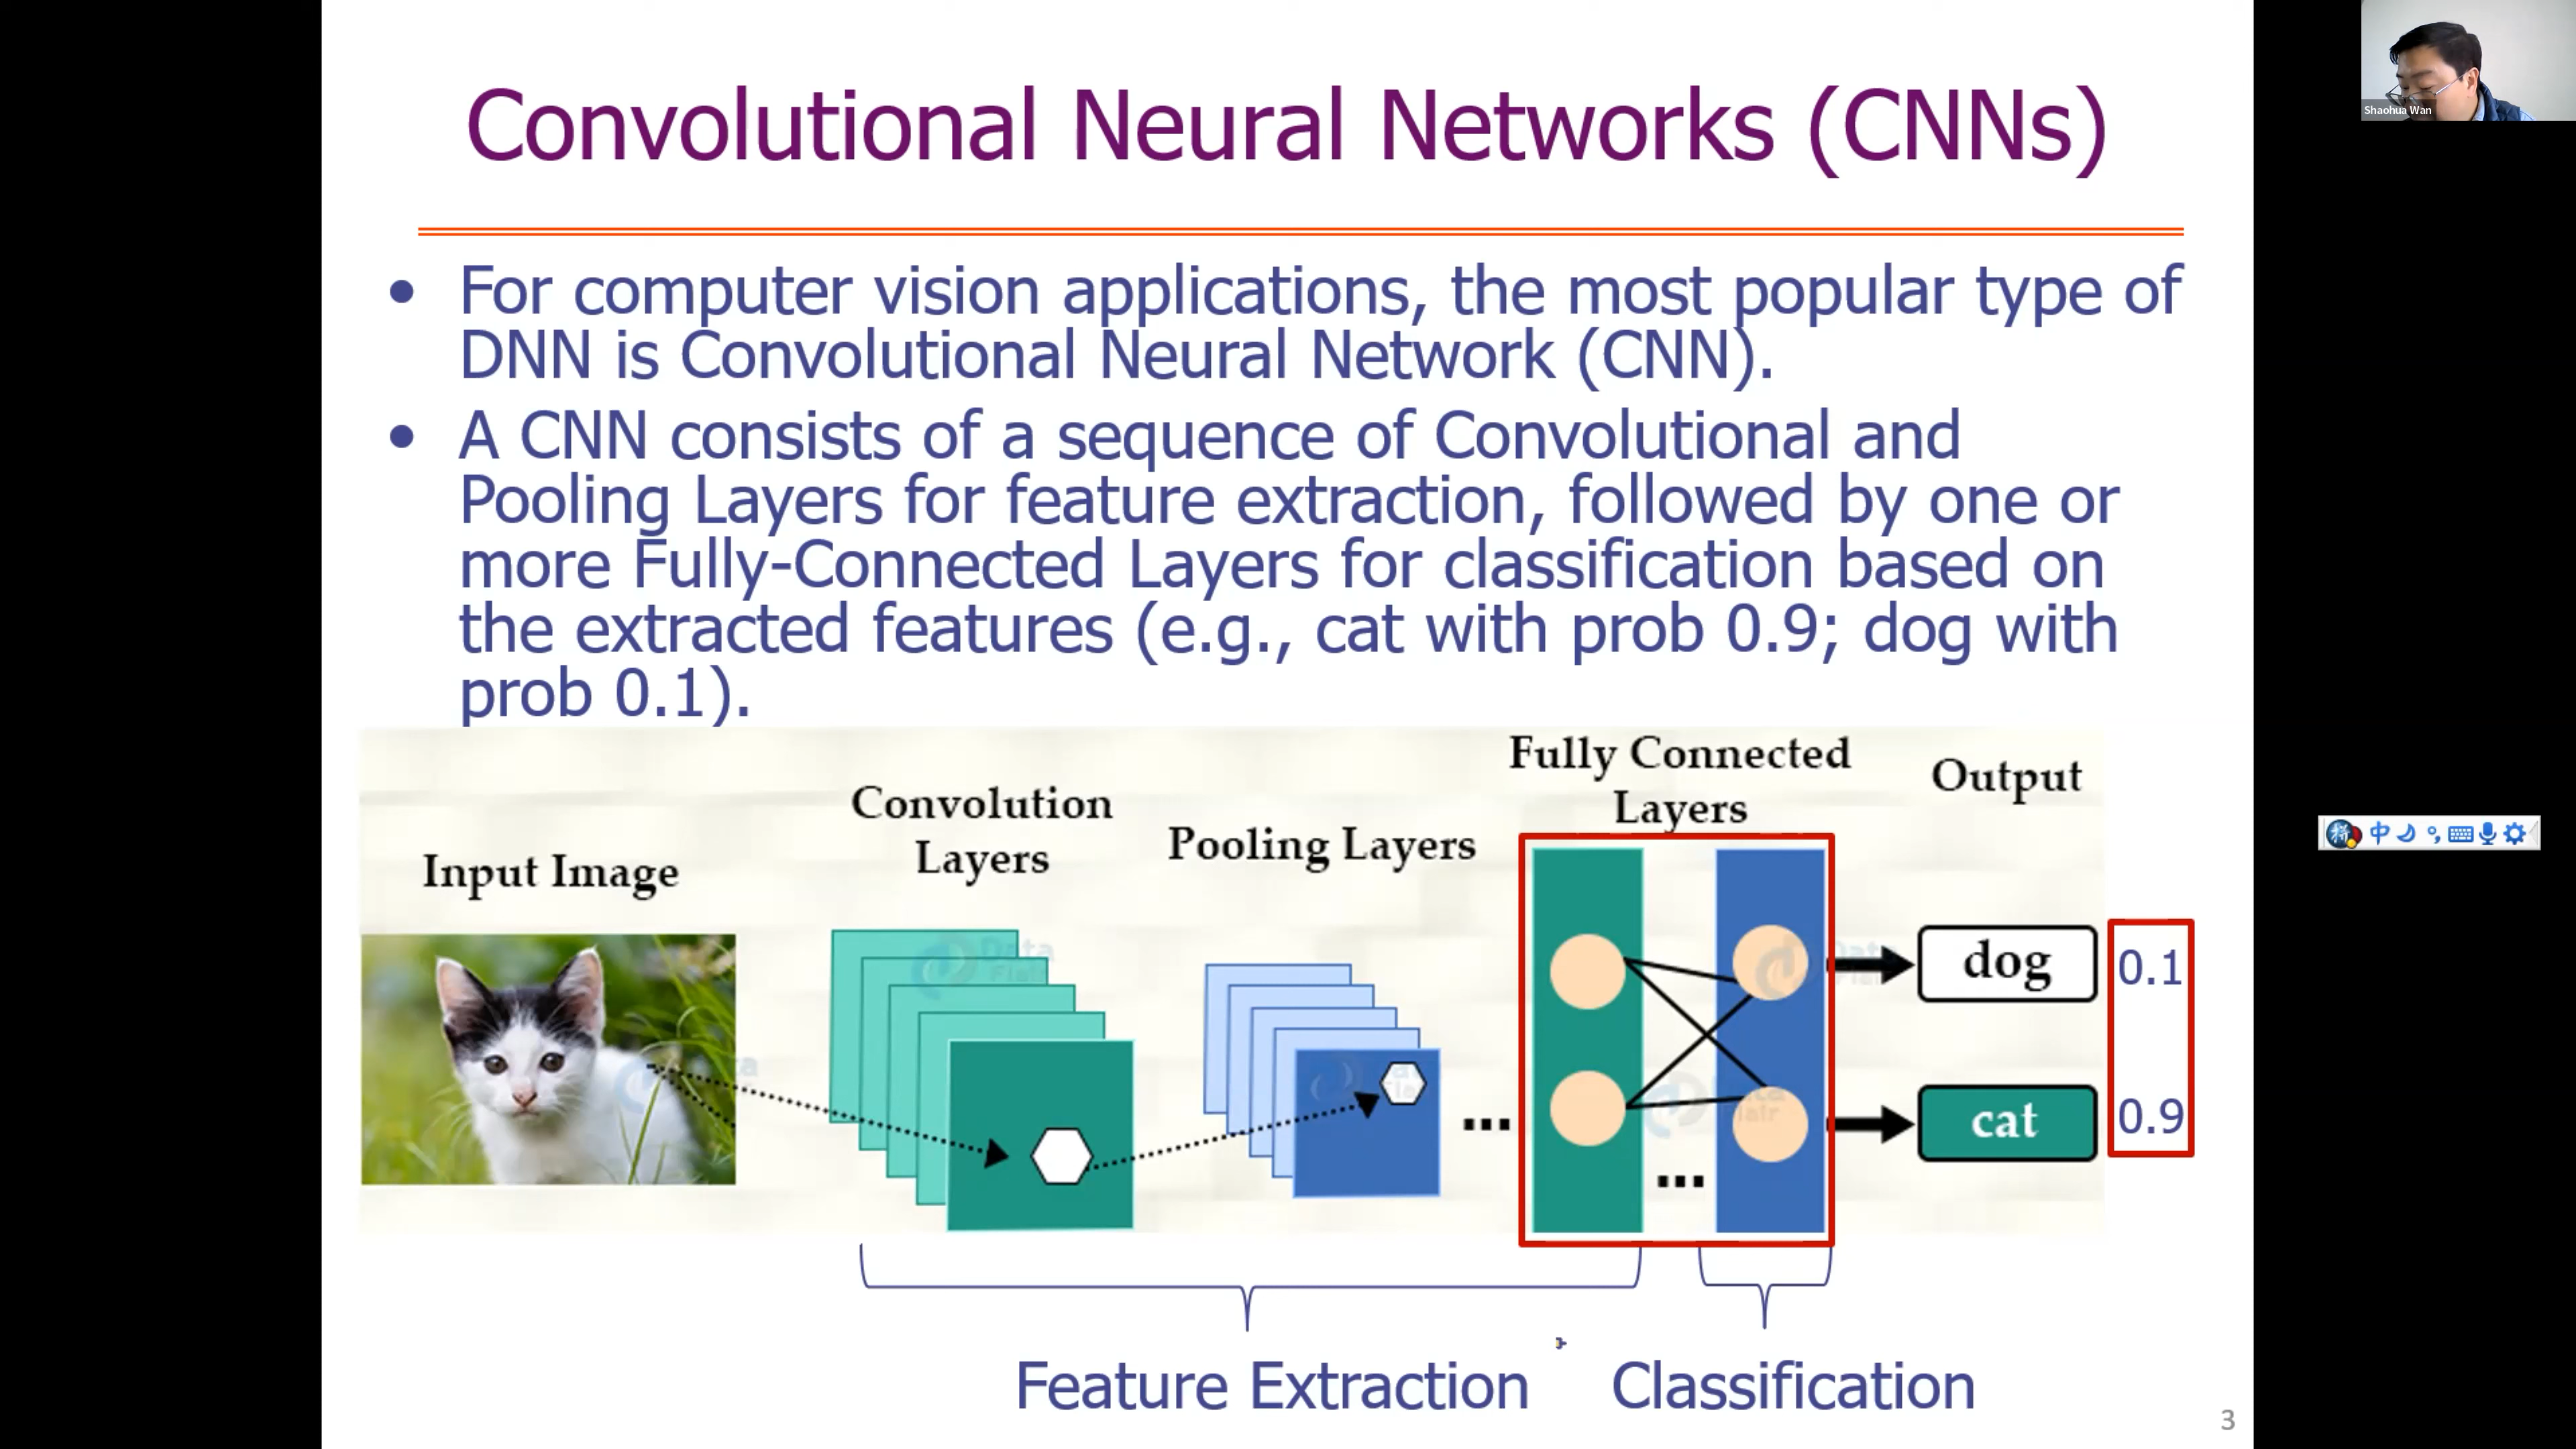 Convolutional Neural Networks (CNNs)
Shaohua Wan
• For computer vision applications, the most popular type of
DNN is Convolutional Neural Network (CNN).
• A CNN consists of a sequence of Convolutional and
Pooling Layers for feature extraction, followed by one or
more Fully-Connected Layers for classification based on
the extracted features (e.g., cat with prob 0.9; dog with
prob 0.1).
Input Image
Convolution
Layers
Pooling Layers
Fully Connected
Layers
Output
Data
Flair
...
...
dog
0.1
cat
0.9
拼 中
Feature Extraction
Classification
3